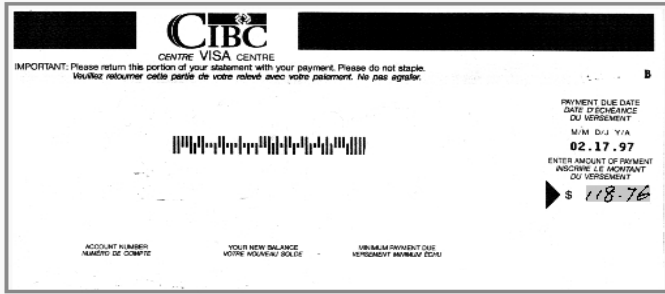 CIBC
CENTRE VISA CENTRE
IMPORTANT: Please return this portion of your statement with your payment. Please do not staple.
Veuillez retourner cette partie de votre relevé avec votre paiement. Ne pas agrafer.
B
PAYMENT DUE DATE
DATE D'ÉCHÉANCE
DU VERSEMENT
M/M D/J Y/A
02.17.97
ENTER AMOUNT OF PAYMENT
INSCRIRE LE MONTANT
DU VERSEMENT
$ 118.76
ACCOUNT NUMBER YOUR NEW BALANCE MINIMUM PAYMENT DUE
NUMÉRO DE COMPTE VOTRE NOUVEAU SOLDE VERSEMENT MINIMUM ÉCHU